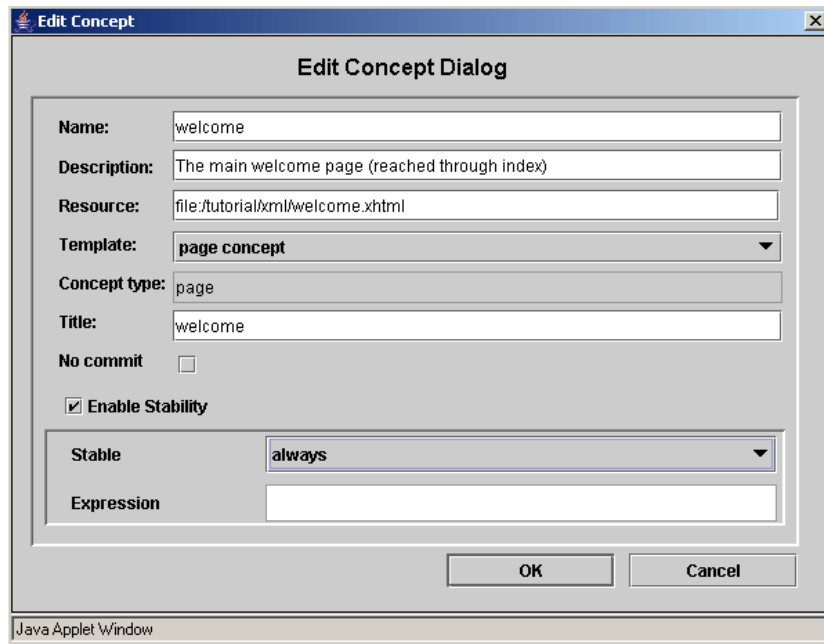 Edit Concept
Edit Concept Dialog
Name: welcome
Description: The main welcome page (reached through index)
Resource: file:/tutorial/xml/welcome.xhtml
Template: page concept
Concept type: page
Title: welcome
No commit
Enable Stability
Stable always
Expression
OK Cancel
Java Applet Window